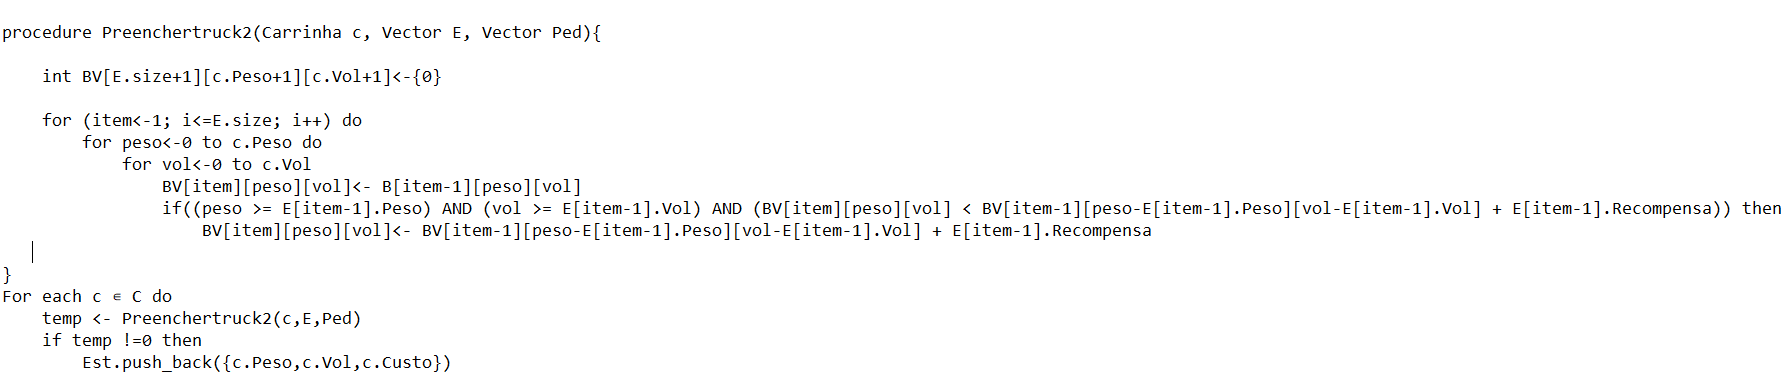 procedure Preenchertruck2(Carrinha c, Vector E, Vector Ped){
    int BV[E.size+1][c.Peso+1][c.Vol+1]<-{0}
    for (item<-1; i<=E.size; i++) do
        for peso<-0 to c.Peso do
            for vol<-0 to c.Vol
                BV[item][peso][vol]<- B[item-1][peso][vol]
                if((peso >= E[item-1].Peso) AND (vol >= E[item-1].Vol) AND (BV[item][peso][vol] < BV[item-1][peso-E[item-1].Peso][vol-E[item-1].Vol] + E[item-1].Recompensa)) then
                    BV[item][peso][vol]<- BV[item-1][peso-E[item-1].Peso][vol-E[item-1].Vol] + E[item-1].Recompensa
}
For each c ∈ C do
    temp <- Preenchertruck2(c,E,Ped)
    if temp !=0 then
        Est.push_back({c.Peso,c.Vol,c.Custo})